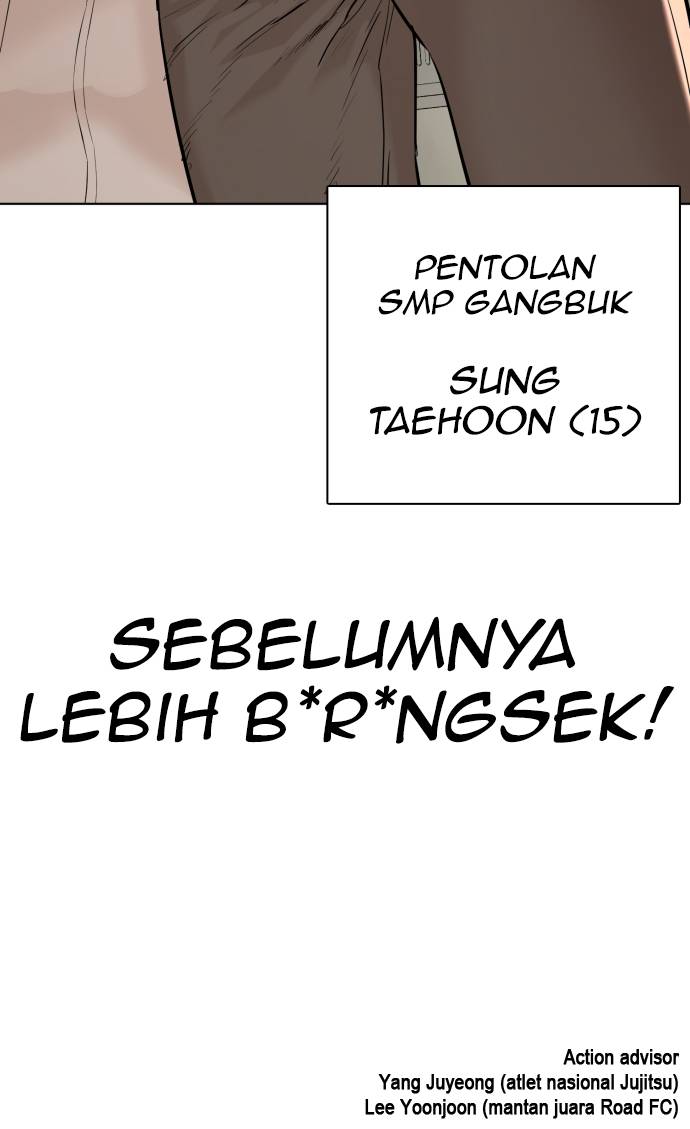 PENTOLAN
SMP GANGBUK
SUNG
TAEHOON (15)
SEBELUMNYA
LEBIH B*R*NGSEK!
Action advisor
Yang Juyeong (atlet nasional Jujitsu)
Lee Yoonjoon (mantan juara Road FC)